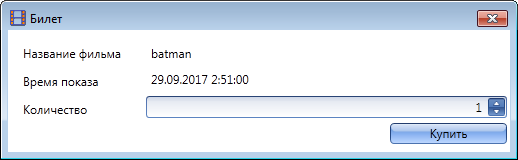 Билет
Название фильма batman
Время показа 29.09.2017 2:51:00
Количество 1
Купить